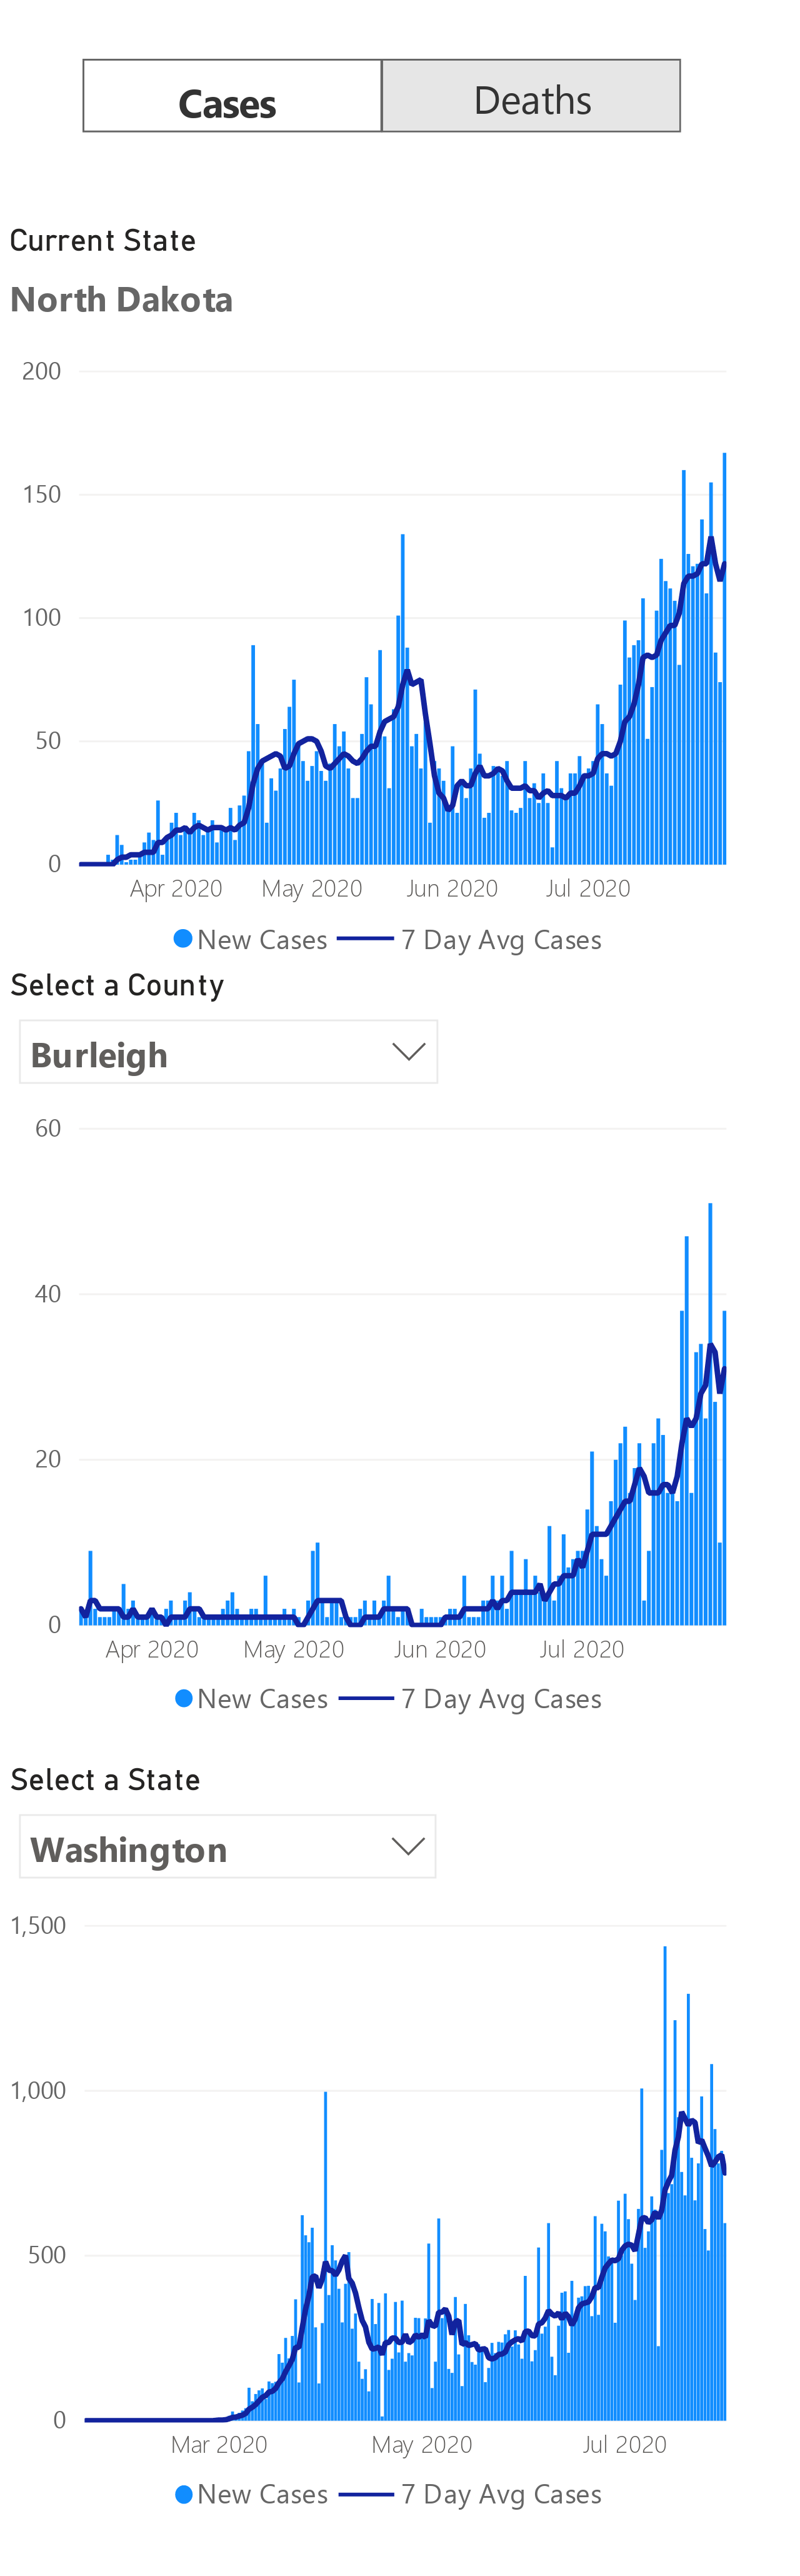 Cases Deaths
Current State
North Dakota
200
150
100
50
0
Apr 2020 May 2020 Jun 2020 Jul 2020
New Cases 7 Day Avg Cases
Select a County
Burleigh
60
40
20
0
Apr 2020 May 2020 Jun 2020 Jul 2020
New Cases 7 Day Avg Cases
Select a State
Washington
1,500
1,000
500
0
Mar 2020 May 2020 Jul 2020
New Cases 7 Day Avg Cases